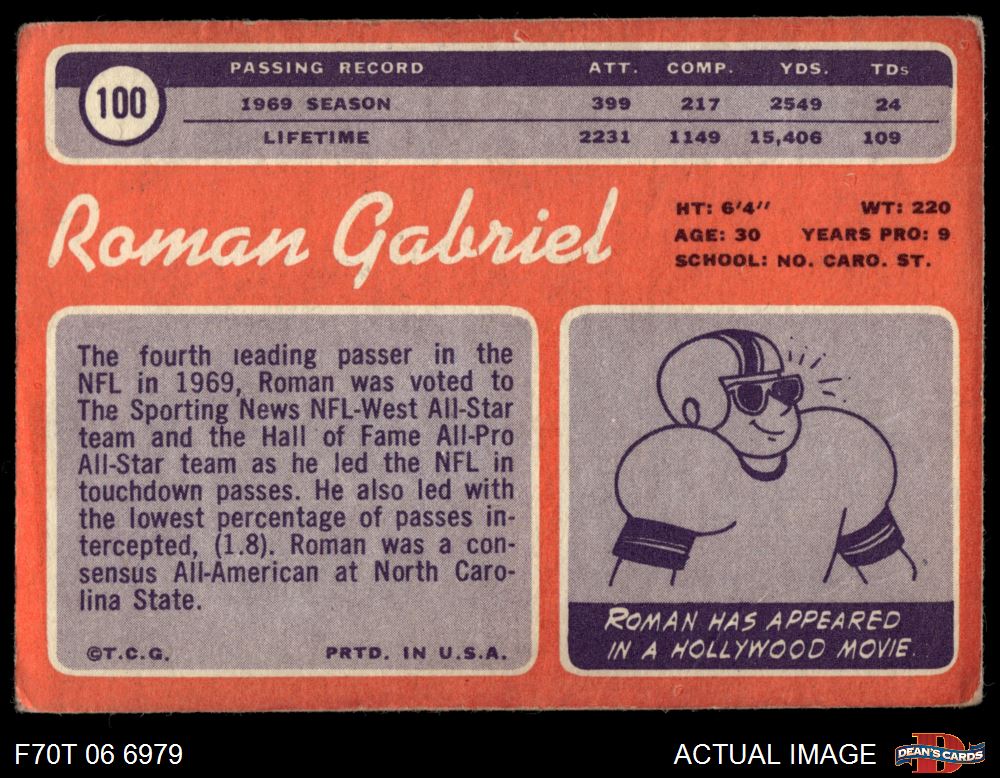 100
PASSING RECORD ATT. COMP. YDS. TDs
1969 SEASON 399 217 2549 24
LIFETIME 2231 1149 15,406 109
Roman Gabriel
HT: 6'4" WT: 220
AGE: 30 YEARS PRO: 9
SCHOOL: NO. CARO. ST.
The fourth leading passer in the
NFL in 1969, Roman was voted to
The Sporting News NFL-West All-Star
team and the Hall of Fame All-Pro
All-Star team as he led the NFL in
touchdown passes. He also led with
the lowest percentage of passes in-
tercepted, (1.8). Roman was a con-
sensus All-American at North Caro-
lina State.
©T.C.G. PRTD. IN U.S.A.
ROMAN HAS APPEARED
IN A HOLLYWOOD MOVIE.
F70T 06 6979
ACTUAL IMAGE
DEAN'S CARDS